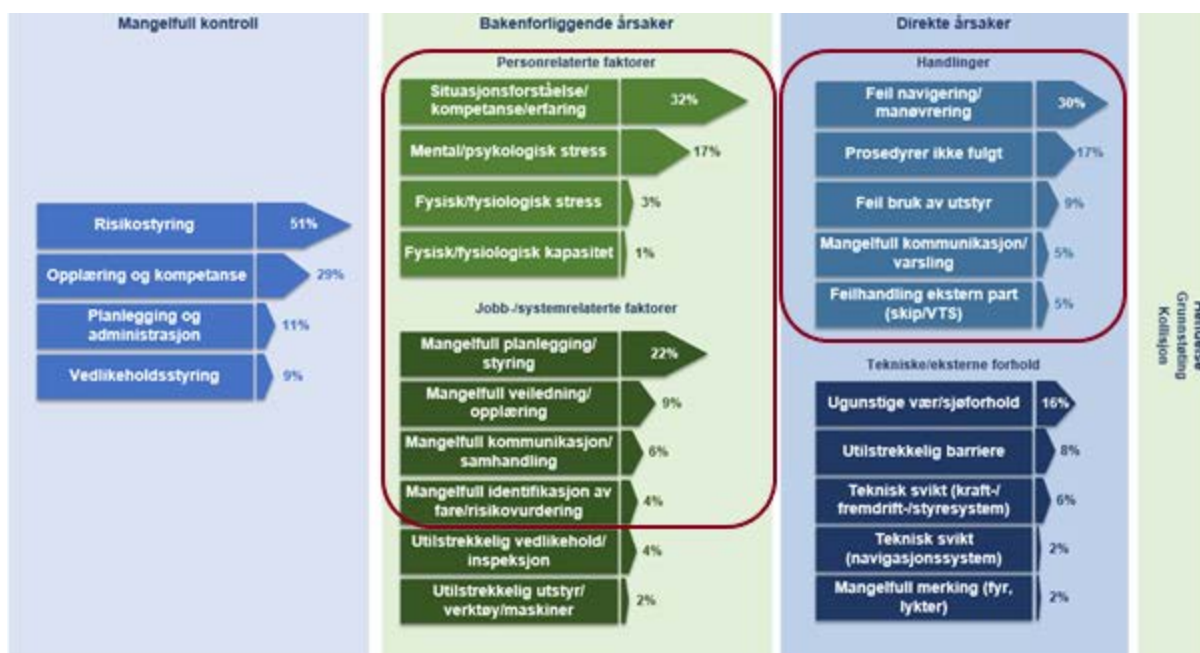 Mangelfull kontroll
Risikostyring
51%
Opplæring og kompetanse
29%
Planlegging og
administrasjon
11%
Vedlikeholdsstyring
9%
Bakenforliggende årsaker
Personrelaterte faktorer
Situasjonsforståelse/
kompetanse/erfaring
32%
Mental/psykologisk stress
17%
Fysisk/fysiologisk stress
3%
Fysisk/fysiologisk kapasitet
1%
Jobb-/systemrelaterte faktorer
Mangelfull planlegging/
styring
22%
Mangelfull veiledning/
opplæring
9%
Mangelfull kommunikasjon/
samhandling
6%
Mangelfull identifikasjon av
fare/risikovurdering
4%
Utilstrekkelig vedlikehold/
inspeksjon
4%
Utilstrekkelig utstyr/
verktøy/maskiner
2%
Direkte årsaker
Handlinger
Feil navigering/
manøvrering
30%
Prosedyrer ikke fulgt
17%
Feil bruk av utstyr
9%
Mangelfull kommunikasjon/
varsling
5%
Feilhandling ekstern part
(skip/VTS)
5%
Tekniske/eksterne forhold
Ugunstige vær/sjøforhold
16%
Utilstrekkelig barriere
8%
Teknisk svikt (kraft-/
fremdrift-/styresystem)
6%
Teknisk svikt
(navigasjonssystem)
2%
Mangelfull merking (fyr,
lykter)
2%
Grunnstøting
Kollisjon